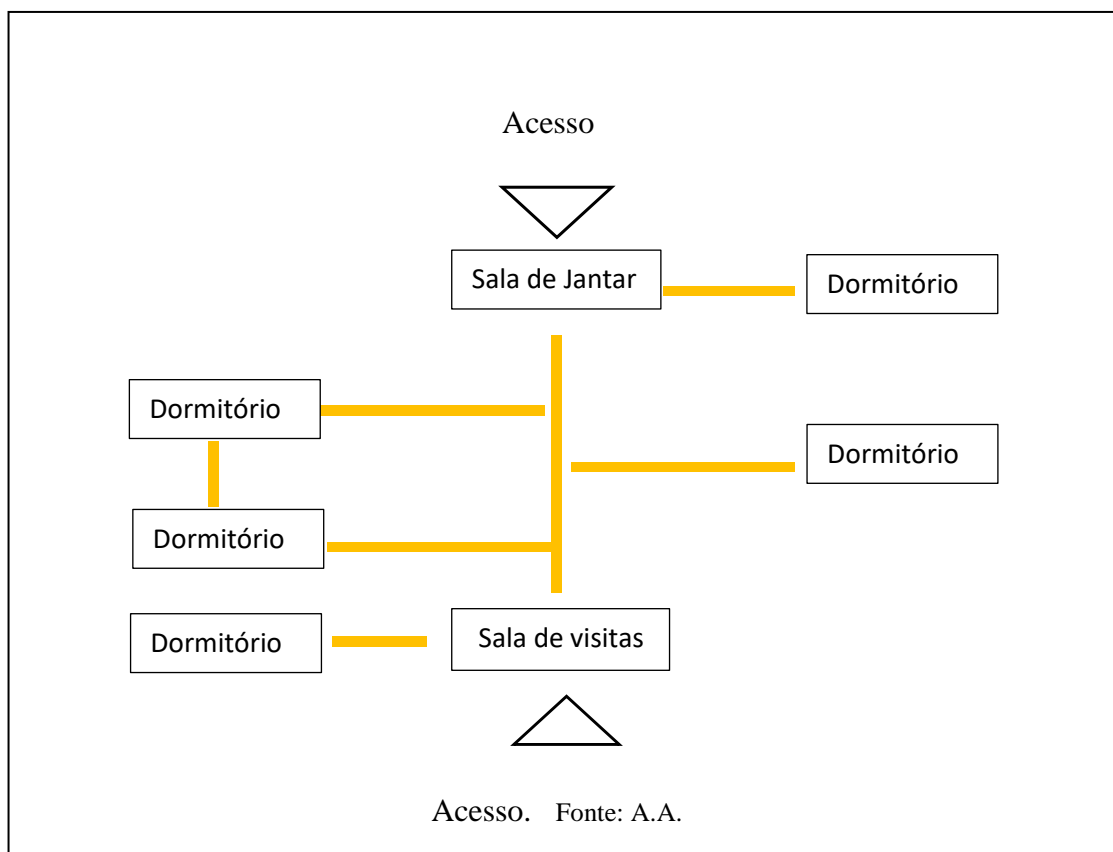 Acesso
Sala de Jantar
Dormitório
Dormitório
Dormitório
Dormitório
Dormitório
Sala de visitas
Acesso. Fonte: A.A.